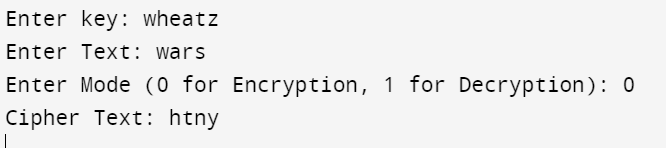 Enter key: wheatz
Enter Text: wars
Enter Mode (0 for Encryption, 1 for Decryption): 0
Cipher Text: htny